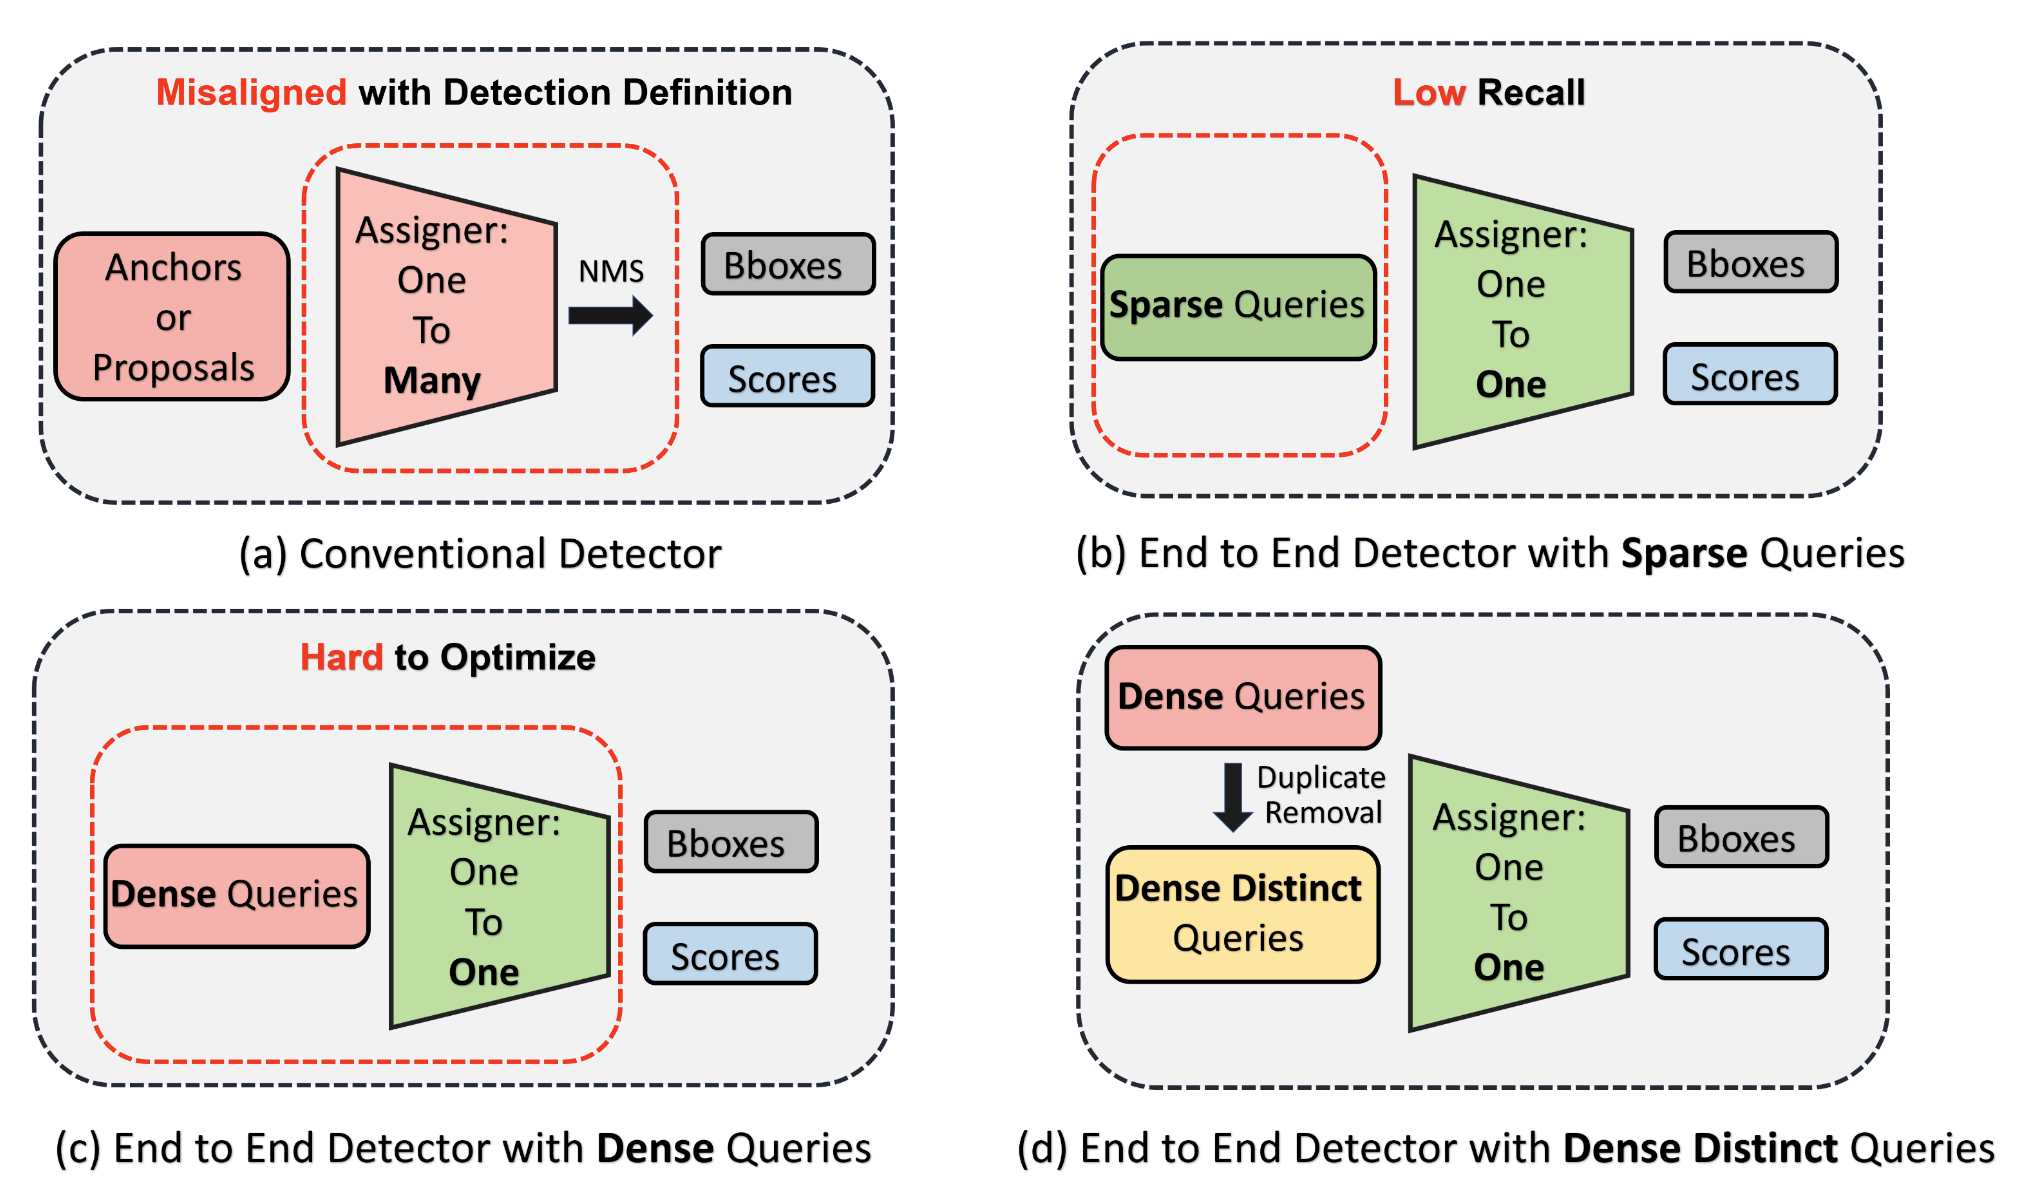 Misaligned with Detection Definition
Anchors
or
Proposals
Assigner:
One
To
Many
NMS
Bboxes
Scores
(a) Conventional Detector
Low Recall
Sparse Queries
Assigner:
One
To
One
Bboxes
Scores
(b) End to End Detector with Sparse Queries
Hard to Optimize
Dense Queries
Assigner:
One
To
One
Bboxes
Scores
(c) End to End Detector with Dense Queries
Dense Queries
Duplicate
Removal
Dense Distinct
Queries
Assigner:
One
To
One
Bboxes
Scores
(d) End to End Detector with Dense Distinct Queries